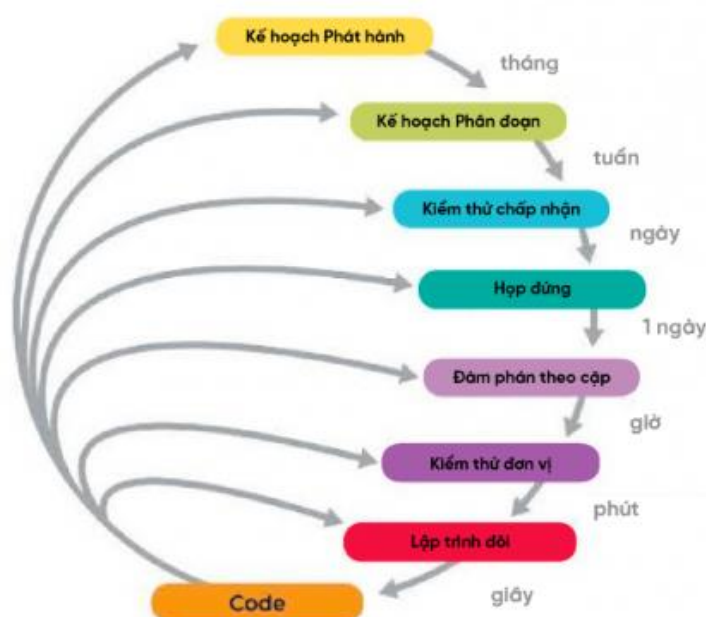 Kế hoạch Phát hành
tháng
Kế hoạch Phân đoạn
tuần
Kiểm thử chấp nhận
ngày
Họp đứng
1 ngày
Đàm phán theo cặp
giờ
Kiểm thử đơn vị
phút
Lập trình đôi
giây
Code